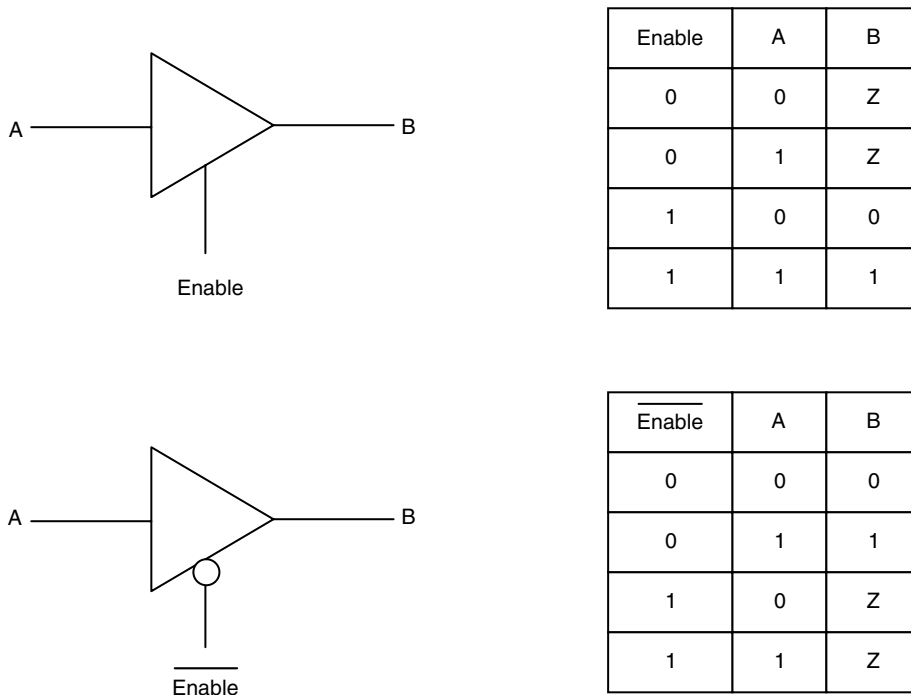 A
B
Enable
Enable A B
0 0 Z
0 1 Z
1 0 0
1 1 1
A
B
Enable
Enable A B
0 0 0
0 1 1
1 0 Z
1 1 Z